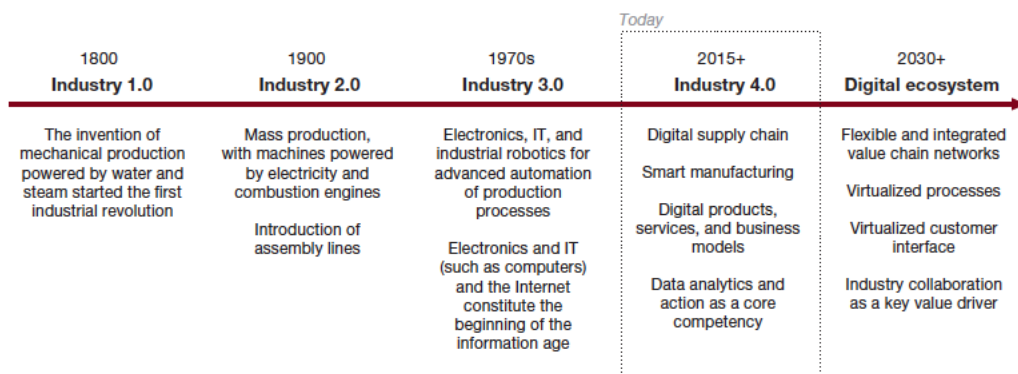 Today
1800
Industry 1.0
The invention of
mechanical production
powered by water and
steam started the first
industrial revolution
1900
Industry 2.0
Mass production,
with machines powered
by electricity and
combustion engines
Introduction of
assembly lines
1970s
Industry 3.0
Electronics, IT, and
industrial robotics for
advanced automation
of production
processes
Electronics and IT
(such as computers)
and the Internet
constitute the
beginning of the
information age
2015+
Industry 4.0
Digital supply chain
Smart manufacturing
Digital products,
services, and business
models
Data analytics and
action as a core
competency
2030+
Digital ecosystem
Flexible and integrated
value chain networks
Virtualized processes
Virtualized customer
interface
Industry collaboration
as a key value driver